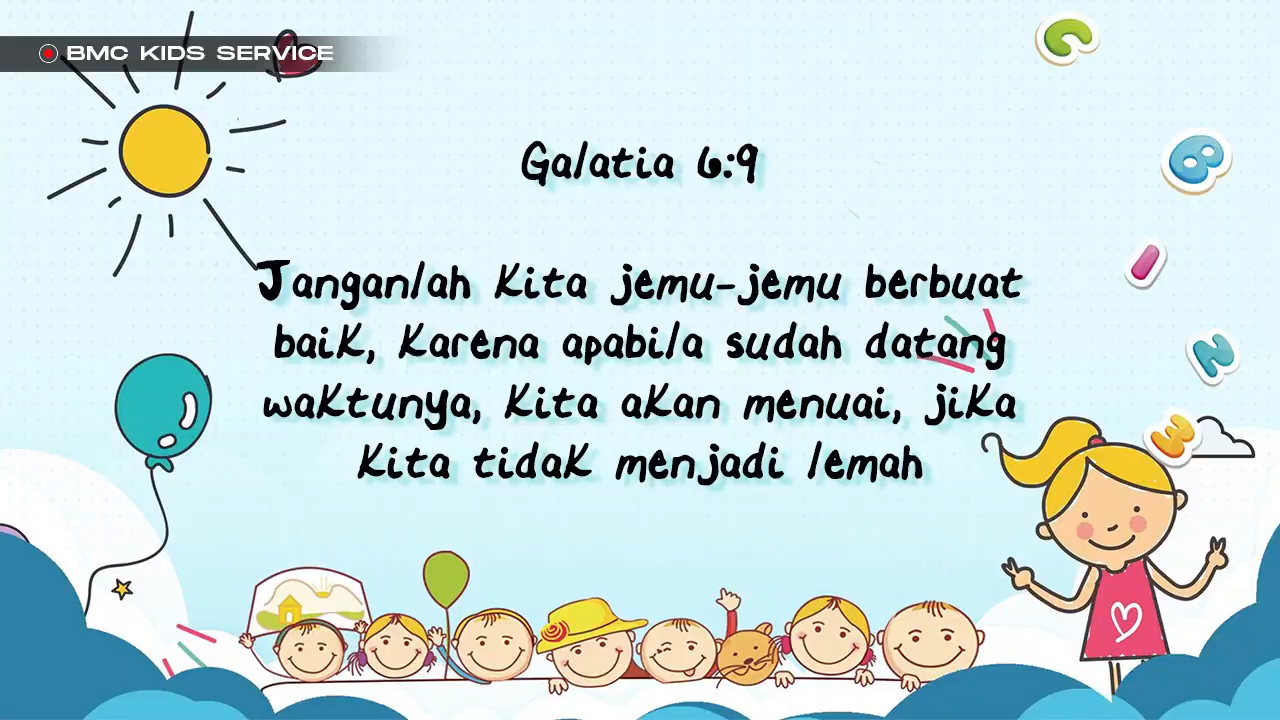 BMC KIDS SERVICE
Galatia 6:9
Janganlah kita jemu-jemu berbuat
baik, karena apabila sudah datang
waktunya, kita akan menuai, jika
kita tidak menjadi lemah